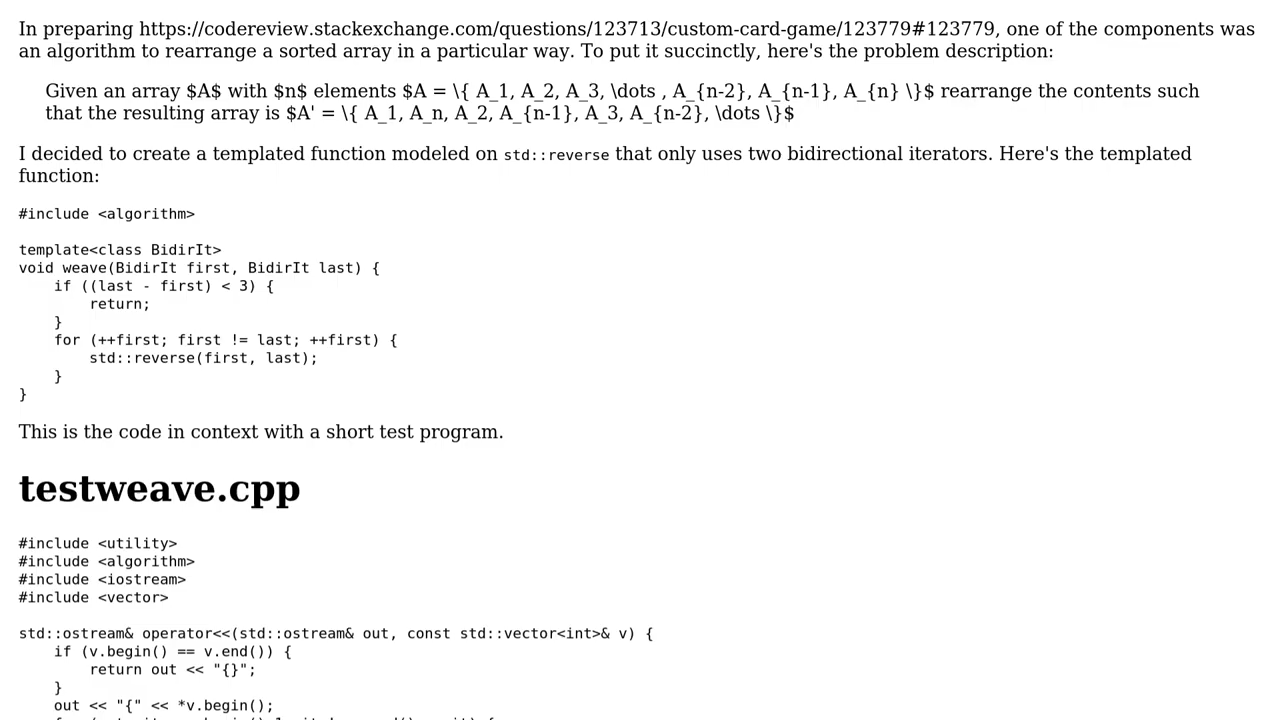 In preparing https://codereview.stackexchange.com/questions/123713/custom-card-game/123779#123779, one of the components was
an algorithm to rearrange a sorted array in a particular way. To put it succinctly, here's the problem description:
Given an array $A$ with $n$ elements $A = \{ A_1, A_2, A_3, \dots , A_{n-2}, A_{n-1}, A_{n} \}$ rearrange the contents such
that the resulting array is $A' = \{ A_1, A_n, A_2, A_{n-1}, A_3, A_{n-2}, \dots \}$
I decided to create a templated function modeled on std::reverse that only uses two bidirectional iterators. Here's the templated
function:
#include <algorithm>
template<class BidirIt>
void weave(BidirIt first, BidirIt last) {
    if ((last - first) < 3) {
        return;
    }
    for (++first; first != last; ++first) {
        std::reverse(first, last);
    }
}
This is the code in context with a short test program.
testweave.cpp
#include <utility>
#include <algorithm>
#include <iostream>
#include <vector>
std::ostream& operator<<(std::ostream& out, const std::vector<int>& v) {
    if (v.begin() == v.end()) {
        return out << "{}";
    }
    out << "{" << *v.begin();